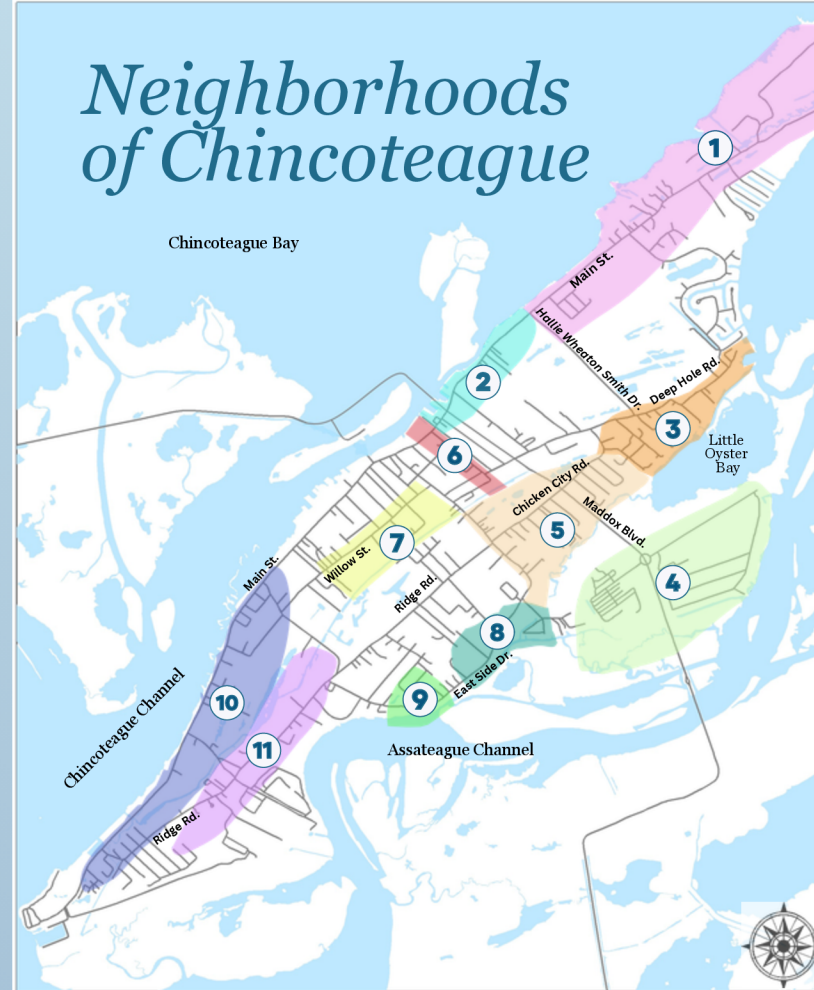 Neighborhoods
of Chincoteague
1
Chincoteague Bay
Main St.
Hallie Wheaton Smith Dr.
2
Deep Hole Rd.
3
Little
Oyster
Bay
6
Chicken City Rd.
Maddox Blvd.
5
7
Willow St.
Main St.
Ridge Rd.
4
8
East Side Dr.
9
10
Chincoteague Channel
11
Assateague Channel
Ridge Rd.